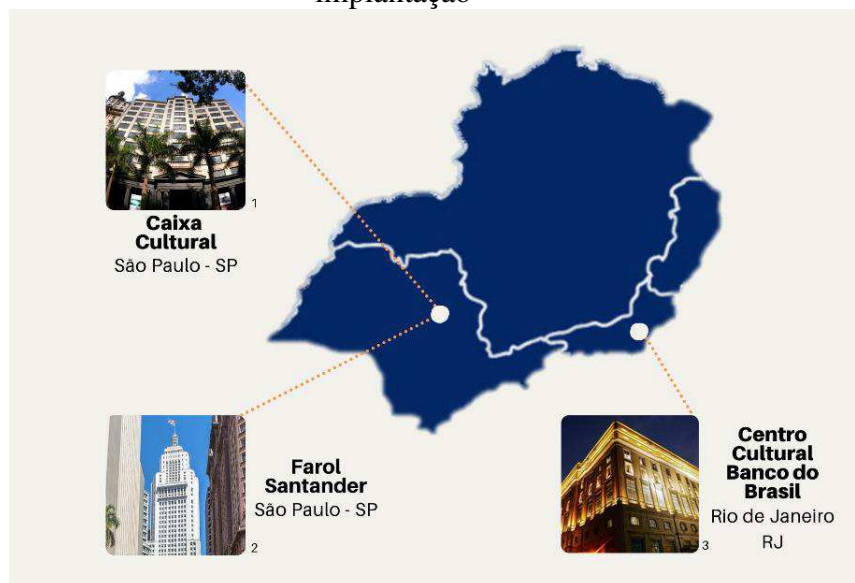 Implantação
Caixa
Cultural
São Paulo - SP
1
Farol
Santander
São Paulo - SP
2
Centro
Cultural
Banco do
Brasil
Rio de Janeiro
RJ
3